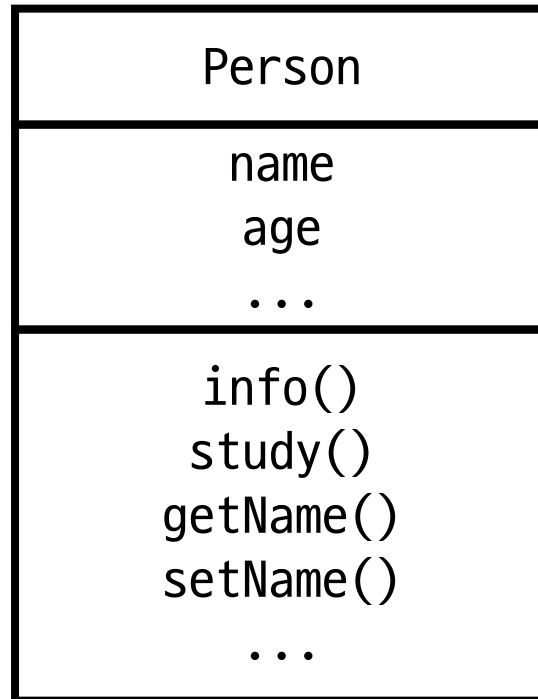 Person
name
age
...
info()
study()
getName()
setName()
...